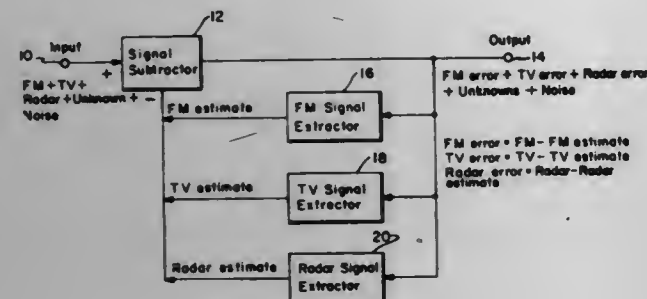 12
10
Input
Signal
Subtractor
Output
14
+
FM + TV +
Radar + Unknown +
Noise
−
FM error + TV error + Radar error
+ Unknowns + Noise
16
FM estimate
FM Signal
Extractor
FM error = FM - FM estimate
TV error = TV - TV estimate
Radar error = Radar - Radar
estimate
18
TV estimate
TV Signal
Extractor
20
Radar estimate
Radar Signal
Extractor